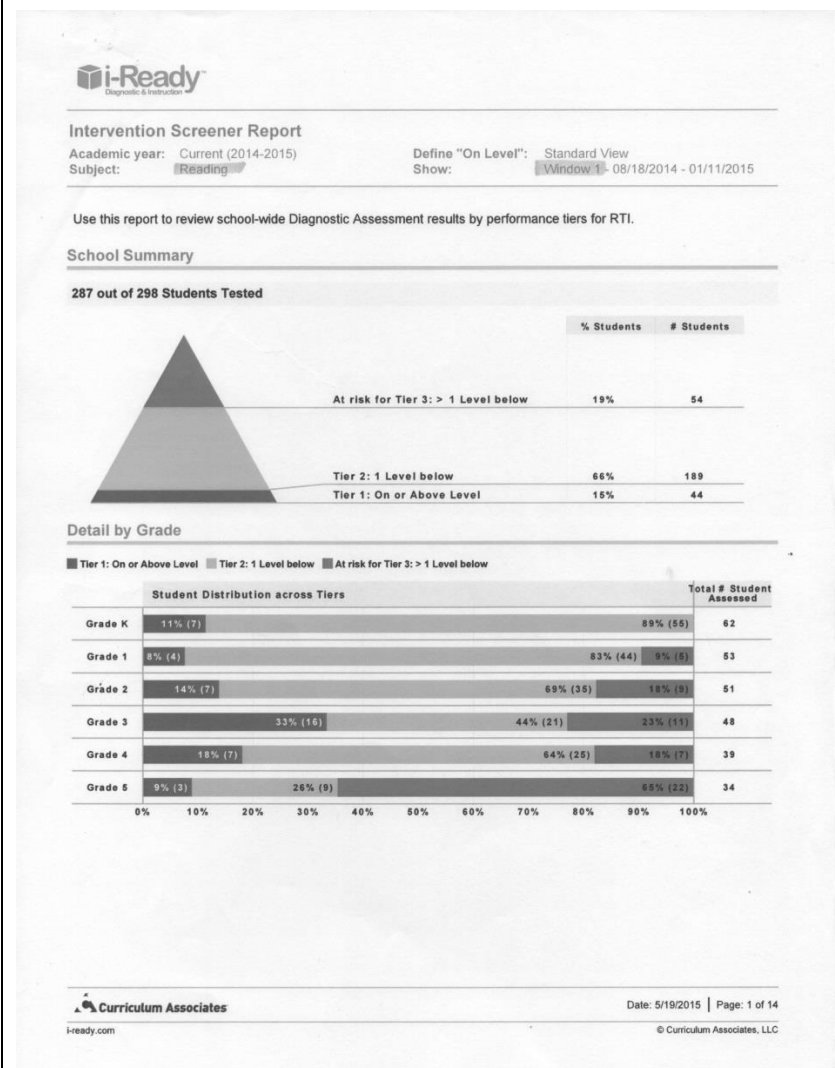 i-Ready™
Diagnostic & Instruction
Intervention Screener Report
Academic year: Current (2014-2015) Define "On Level": Standard View
Subject: Reading Show: Window 1 - 08/18/2014 - 01/11/2015
Use this report to review school-wide Diagnostic Assessment results by performance tiers for RTI.
School Summary
287 out of 298 Students Tested
% Students # Students
At risk for Tier 3: > 1 Level below 19% 54
Tier 2: 1 Level below 66% 189
Tier 1: On or Above Level 15% 44
Detail by Grade
Tier 1: On or Above Level Tier 2: 1 Level below At risk for Tier 3: > 1 Level below
Student Distribution across Tiers Total # Student
Assessed
Grade K 11% (7) 89% (55) 62
Grade 1 8% (4) 83% (44) 9% (5) 53
Grade 2 14% (7) 69% (35) 18% (9) 51
Grade 3 33% (16) 44% (21) 23% (11) 48
Grade 4 18% (7) 64% (25) 18% (7) 39
Grade 5 9% (3) 26% (9) 65% (22) 34
0% 10% 20% 30% 40% 50% 60% 70% 80% 90% 100%
Curriculum Associates Date: 5/19/2015 | Page: 1 of 14
i-ready.com © Curriculum Associates, LLC